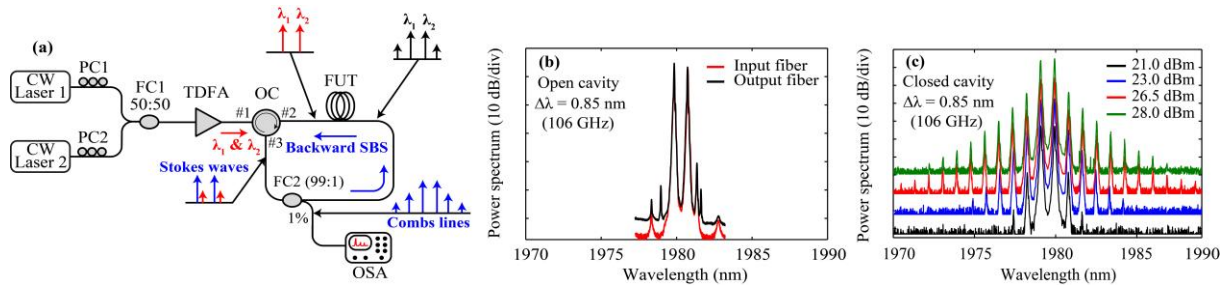 (a)
PC1
CW
Laser 1
PC2
CW
Laser 2
FC1
50:50
TDFA
λ1 & λ2
#1
OC
#2
#3
λ1 λ2
λ1 λ2
FUT
Backward SBS
Stokes waves
FC2 (99:1)
1%
Combs lines
OSA
(b)
Open cavity
Δλ = 0.85 nm
(106 GHz)
Input fiber
Output fiber
Power spectrum (10 dB/div)
1970 1975 1980 1985 1990
Wavelength (nm)
(c)
Closed cavity
Δλ = 0.85 nm
(106 GHz)
21.0 dBm
23.0 dBm
26.5 dBm
28.0 dBm
Power spectrum (10 dB/div)
1970 1975 1980 1985 1990
Wavelength (nm)